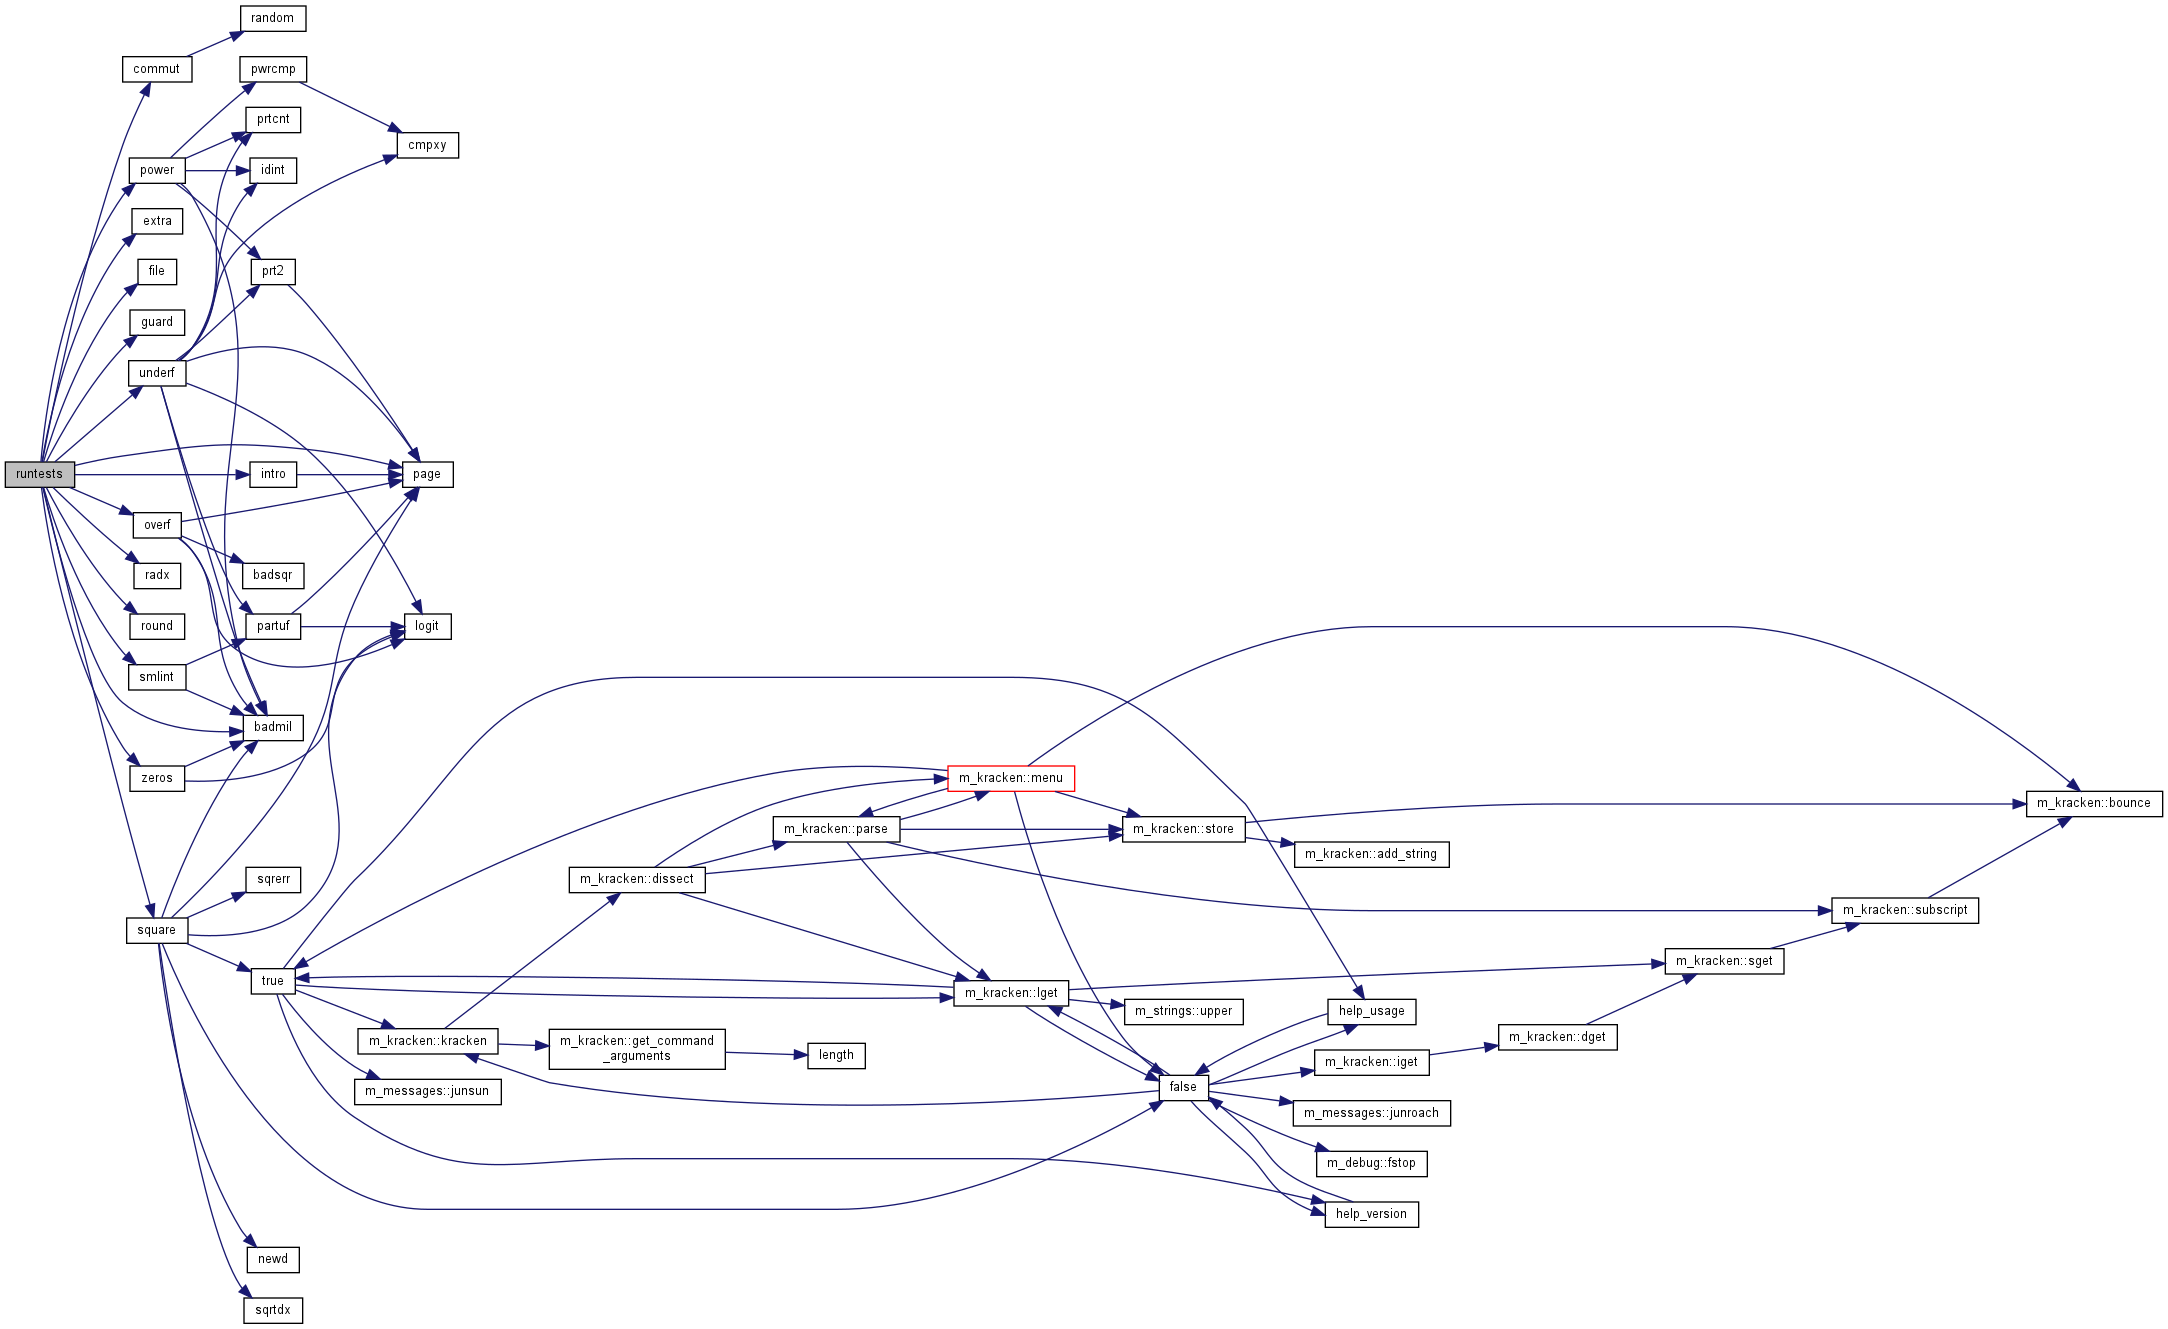 random
commut
pwrcmp
prtcnt
cmpxy
power
idint
extra
file
prt2
guard
underf
runtests
intro
page
overf
radx
badsqr
round
partuf
logit
smlint
badmil
zeros
m_kracken::menu
m_kracken::bounce
m_kracken::parse
m_kracken::store
m_kracken::add_string
sqrerr
m_kracken::dissect
square
m_kracken::subscript
true
m_kracken::sget
m_kracken::lget
m_strings::upper
help_usage
m_kracken::kracken
m_kracken::get_command
_arguments
length
m_kracken::dget
m_kracken::iget
m_messages::junsun
false
m_messages::junroach
m_debug::fstop
help_version
newd
sqrtdx